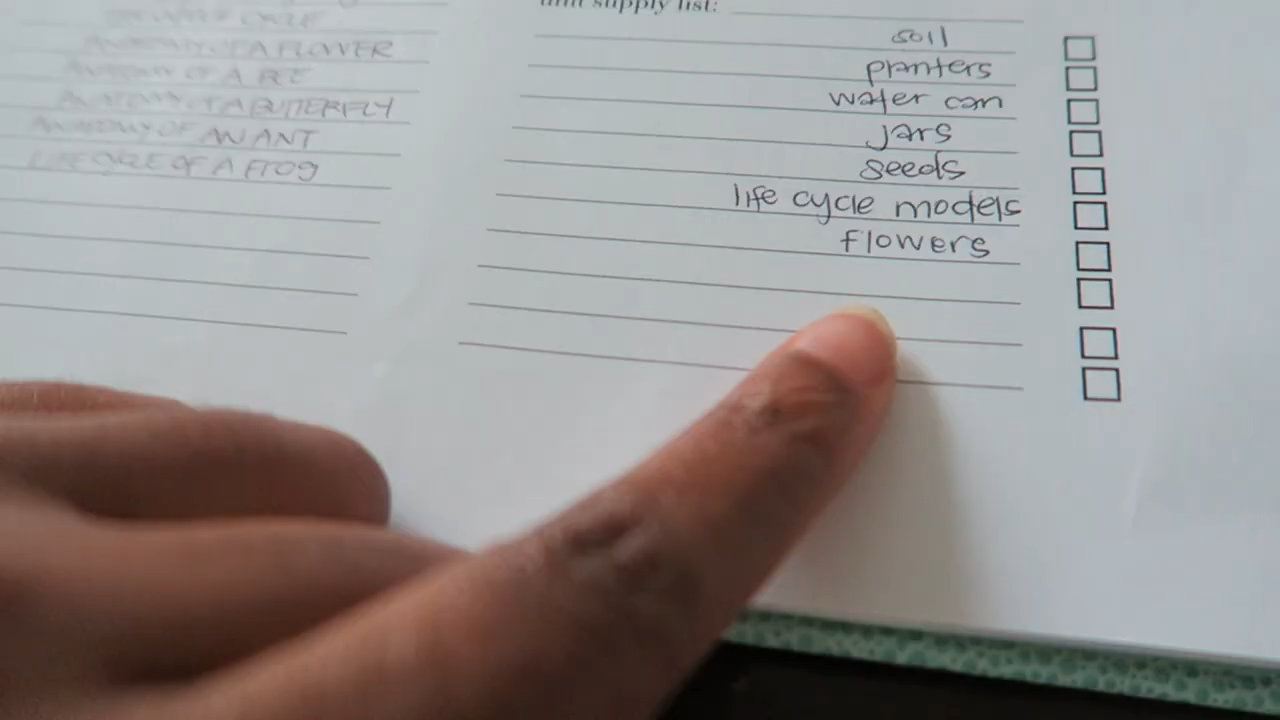 unit supply list:
ANATOMY OF A FLOWER
ANATOMY OF A BEE
ANATOMY OF A BUTTERFLY
ANATOMY OF AN ANT
LIFE CYCLE OF A FROG
soil
planters
water can
jars
seeds
life cycle models
flowers